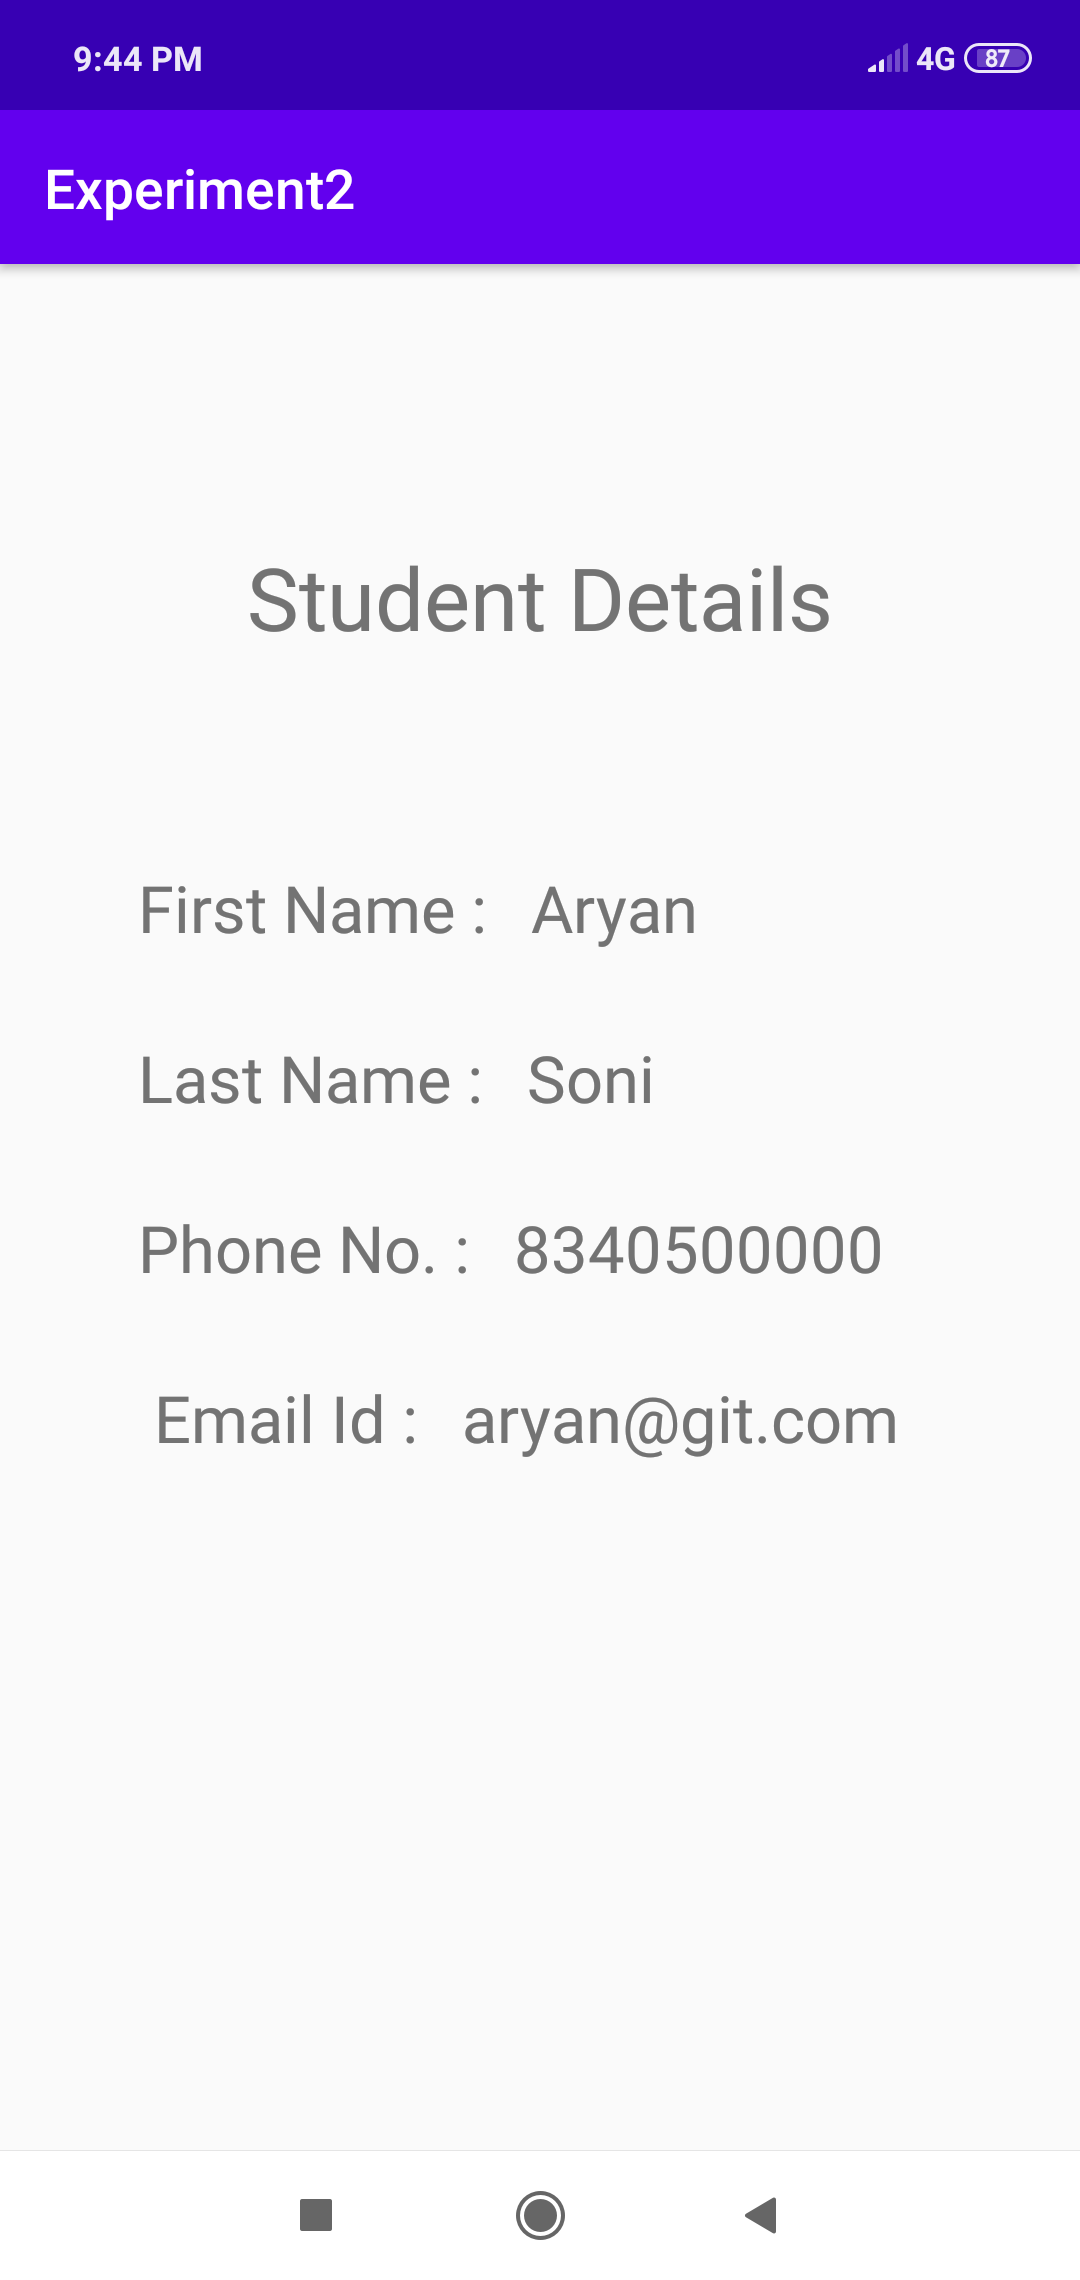 9:44 PM 4G 87
Experiment2
Student Details
First Name : Aryan
Last Name : Soni
Phone No. : 8340500000
Email Id : aryan@git.com